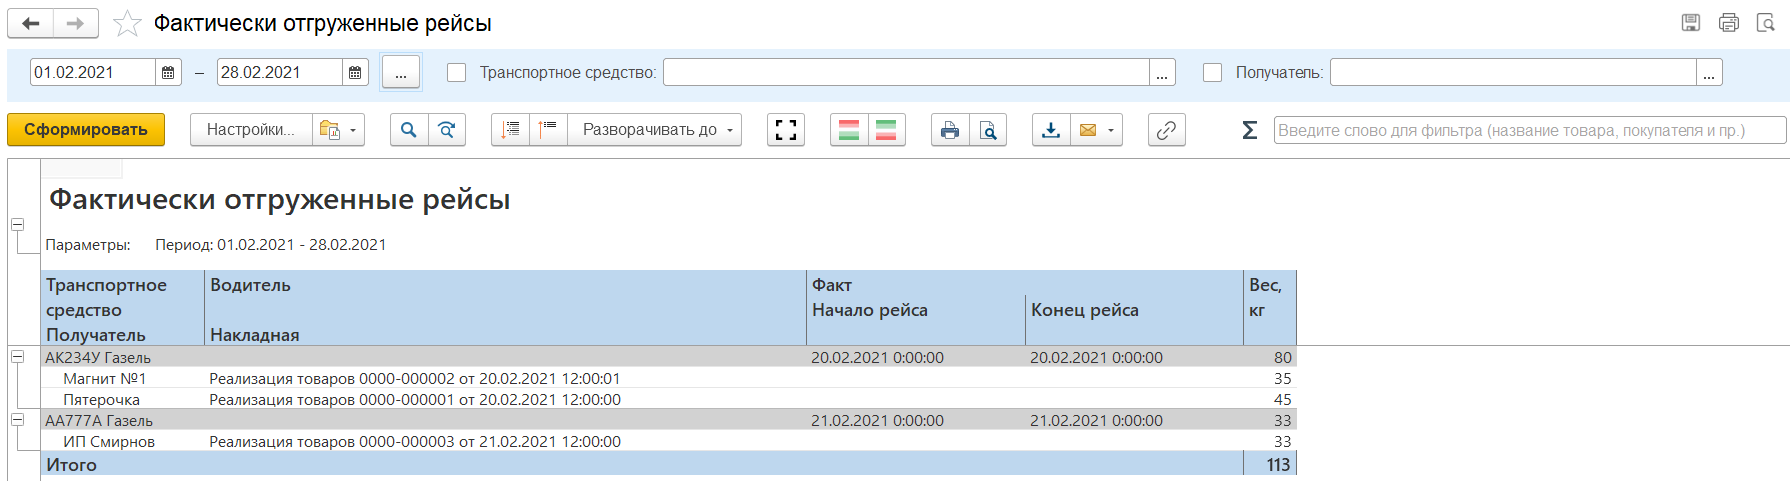 Фактически отгруженные рейсы
01.02.2021 – 28.02.2021 ... Транспортное средство: ... Получатель: ...
Сформировать Настройки... Разворачивать до Σ Введите слово для фильтра (название товара, покупателя и пр.)
Фактически отгруженные рейсы
Параметры: Период: 01.02.2021 - 28.02.2021
Транспортное Водитель Факт Вес,
средство Начало рейса Конец рейса кг
Получатель Накладная
АК234У Газель 20.02.2021 0:00:00 20.02.2021 0:00:00 80
Магнит №1 Реализация товаров 0000-000002 от 20.02.2021 12:00:01 35
Пятерочка Реализация товаров 0000-000001 от 20.02.2021 12:00:00 45
АА777А Газель 21.02.2021 0:00:00 21.02.2021 0:00:00 33
ИП Смирнов Реализация товаров 0000-000003 от 21.02.2021 12:00:00 33
Итого 113